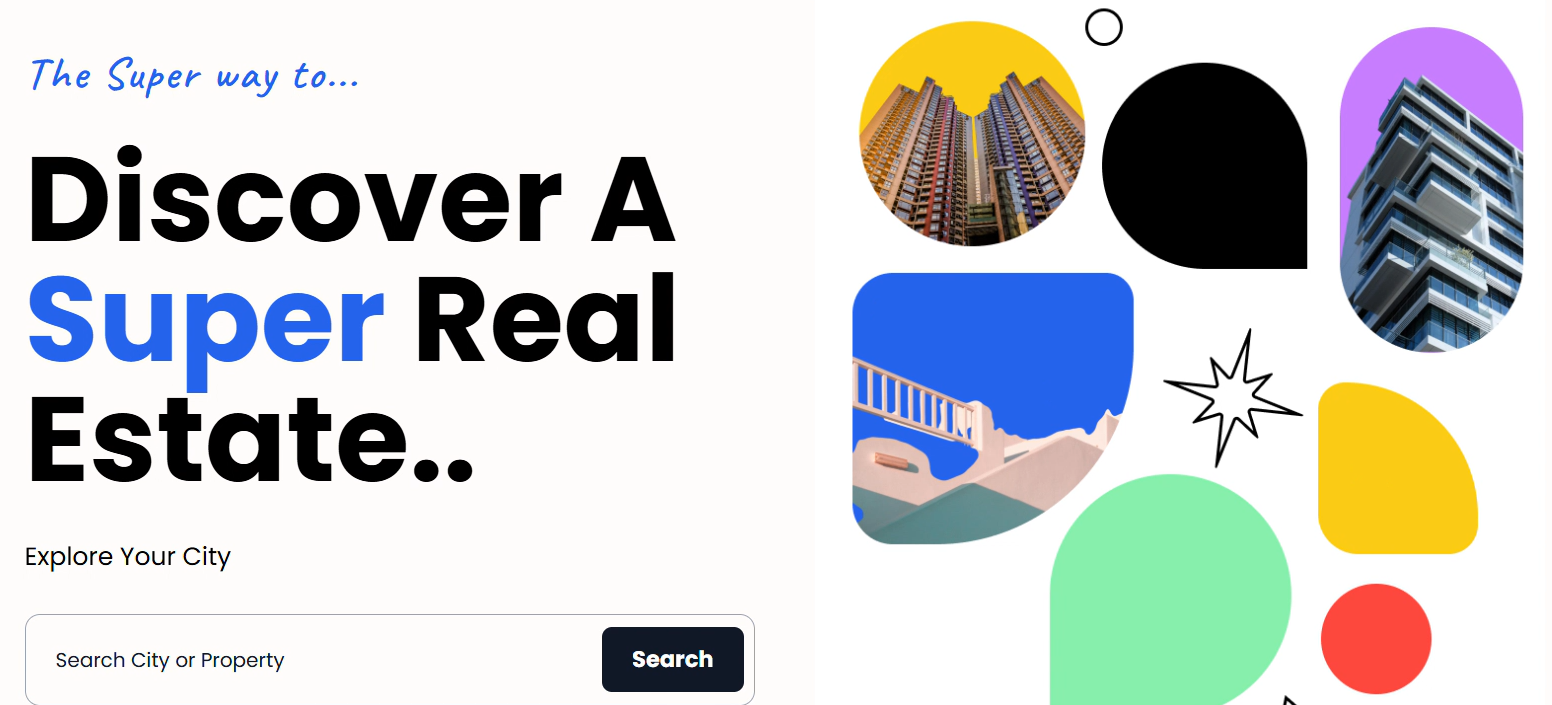 The Super way to...
Discover A
Super Real
Estate..
Explore Your City
Search City or Property
Search